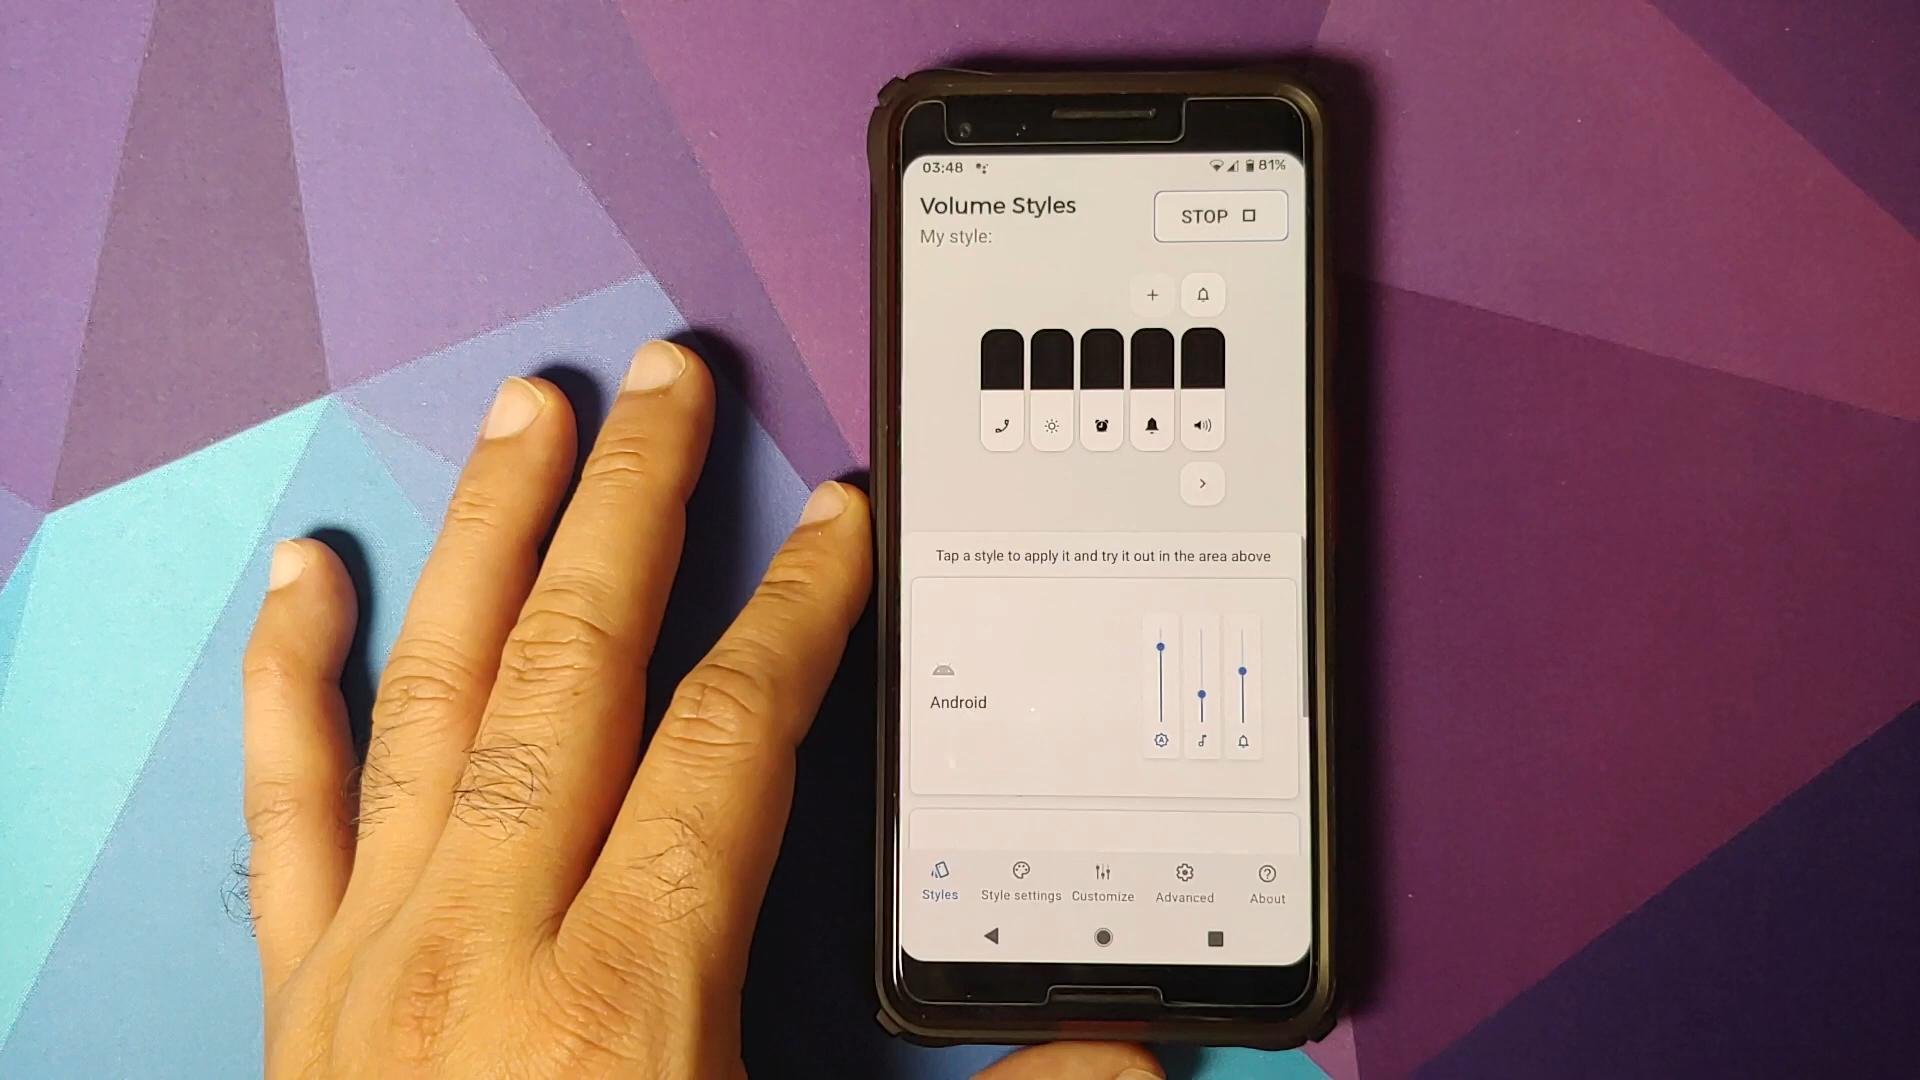 03:48
81%
Volume Styles
My style:
STOP
Tap a style to apply it and try it out in the area above
Android
Styles
Style settings
Customize
Advanced
About